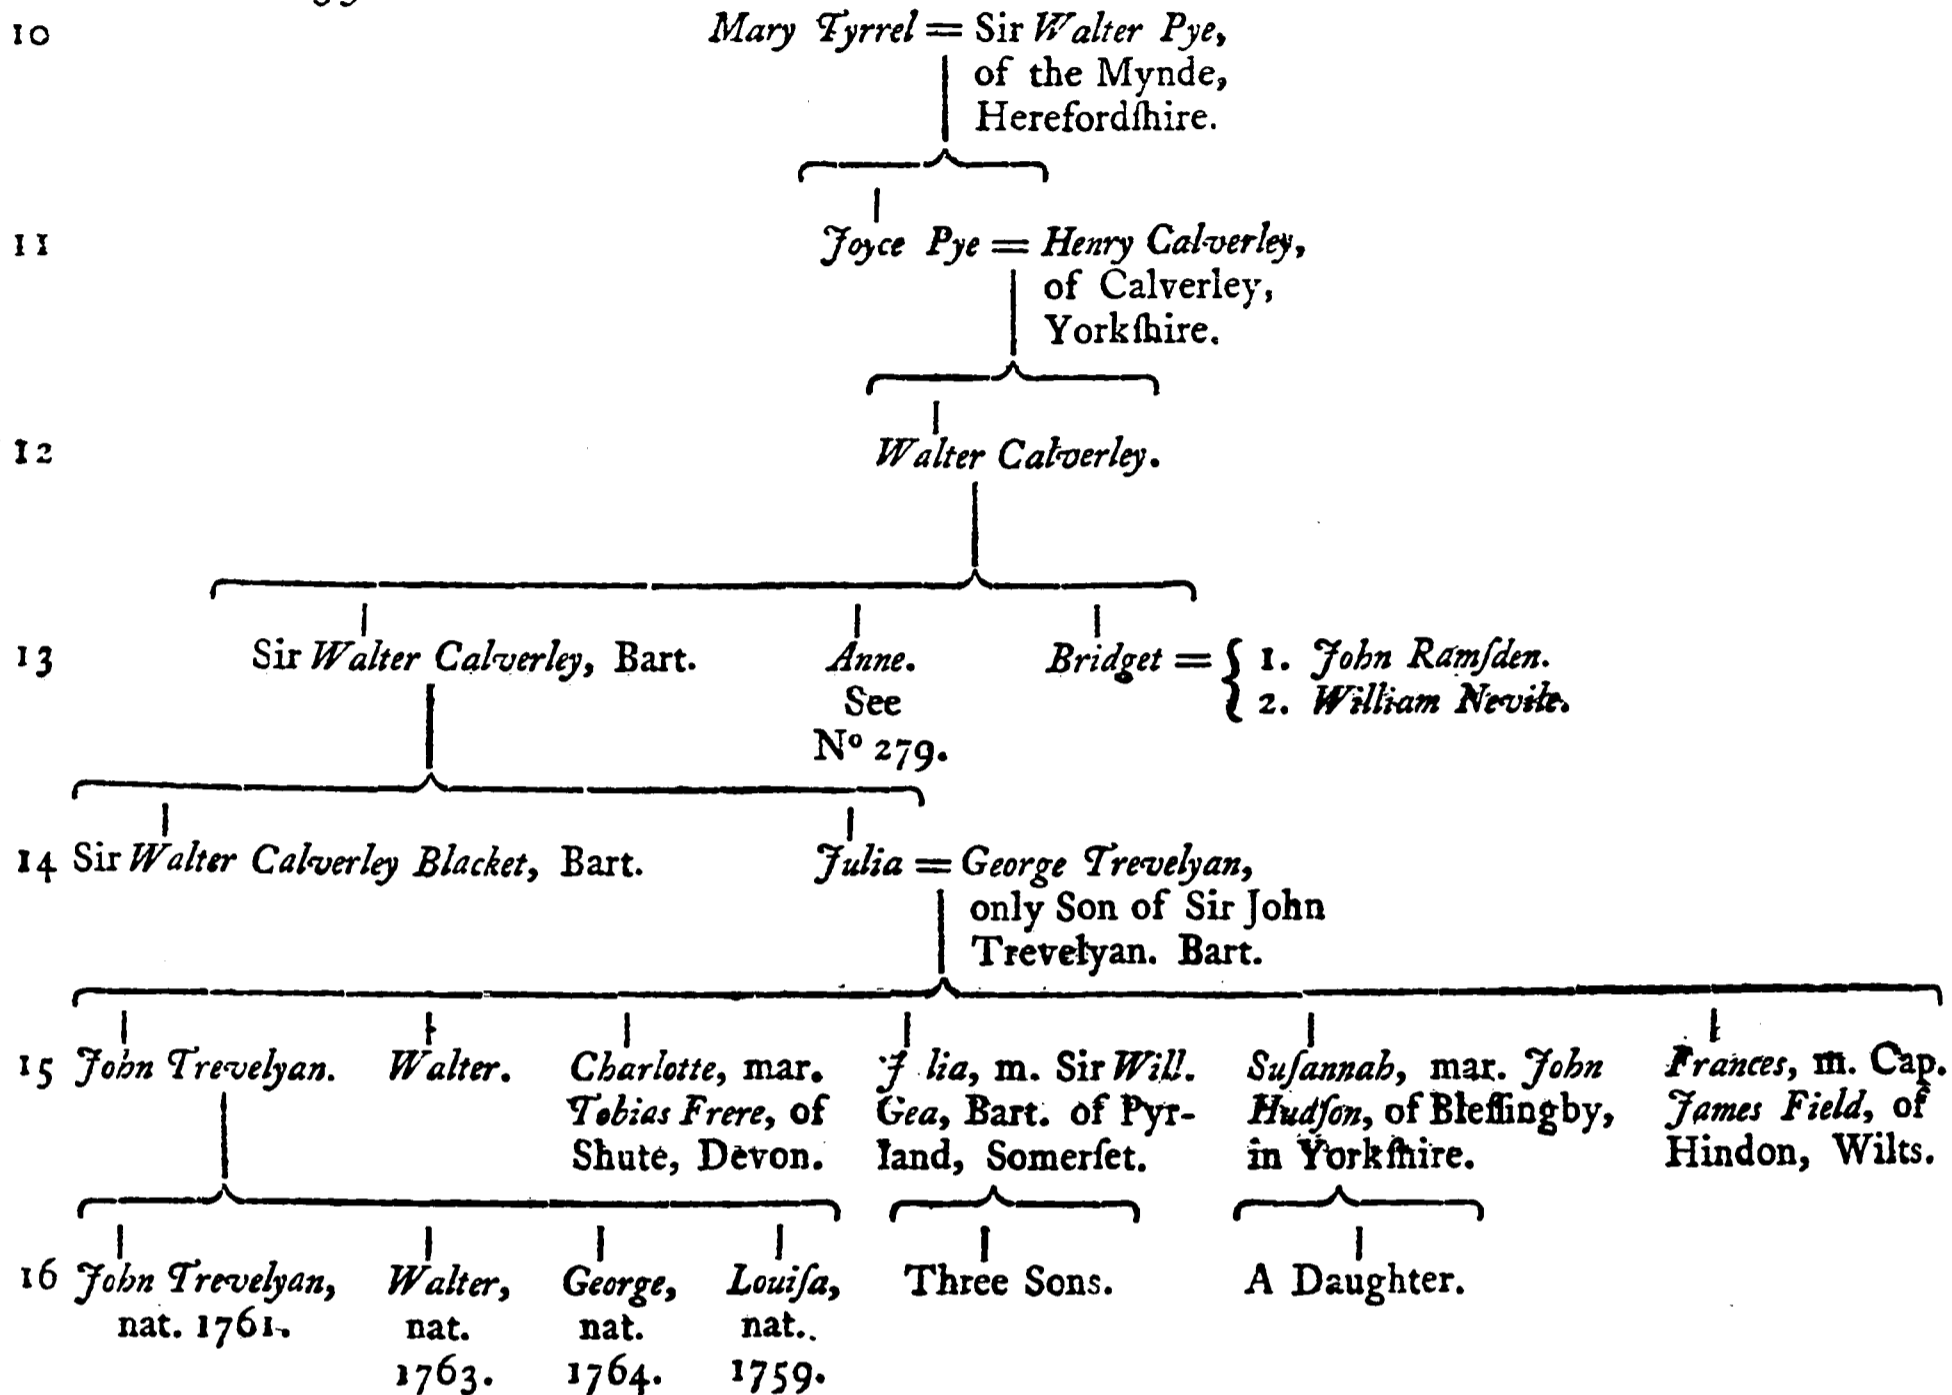 10 Mary Tyrrel = Sir Walter Pye,
of the Mynde,
Herefordſhire.
11 Joyce Pye = Henry Calverley,
of Calverley,
Yorkſhire.
12 Walter Calverley.
13 Sir Walter Calverley, Bart. Anne. Bridget = { 1. John Ramſden.
See 2. William Nevile.
No 279.
14 Sir Walter Calverley Blacket, Bart. Julia = George Trevelyan,
only Son of Sir John
Trevelyan. Bart.
15 John Trevelyan. Walter. Charlotte, mar. J lia, m. Sir Will. Suſannah, mar. John Frances, m. Cap.
Tobias Frere, of Gea, Bart. of Pyr- Hudſon, of Bleſſingby, James Field, of
Shute, Devon. land, Somerſet. in Yorkſhire. Hindon, Wilts.
16 John Trevelyan, Walter, George, Louiſa, Three Sons. A Daughter.
nat. 1761. nat. nat. nat.
1763. 1764. 1759.